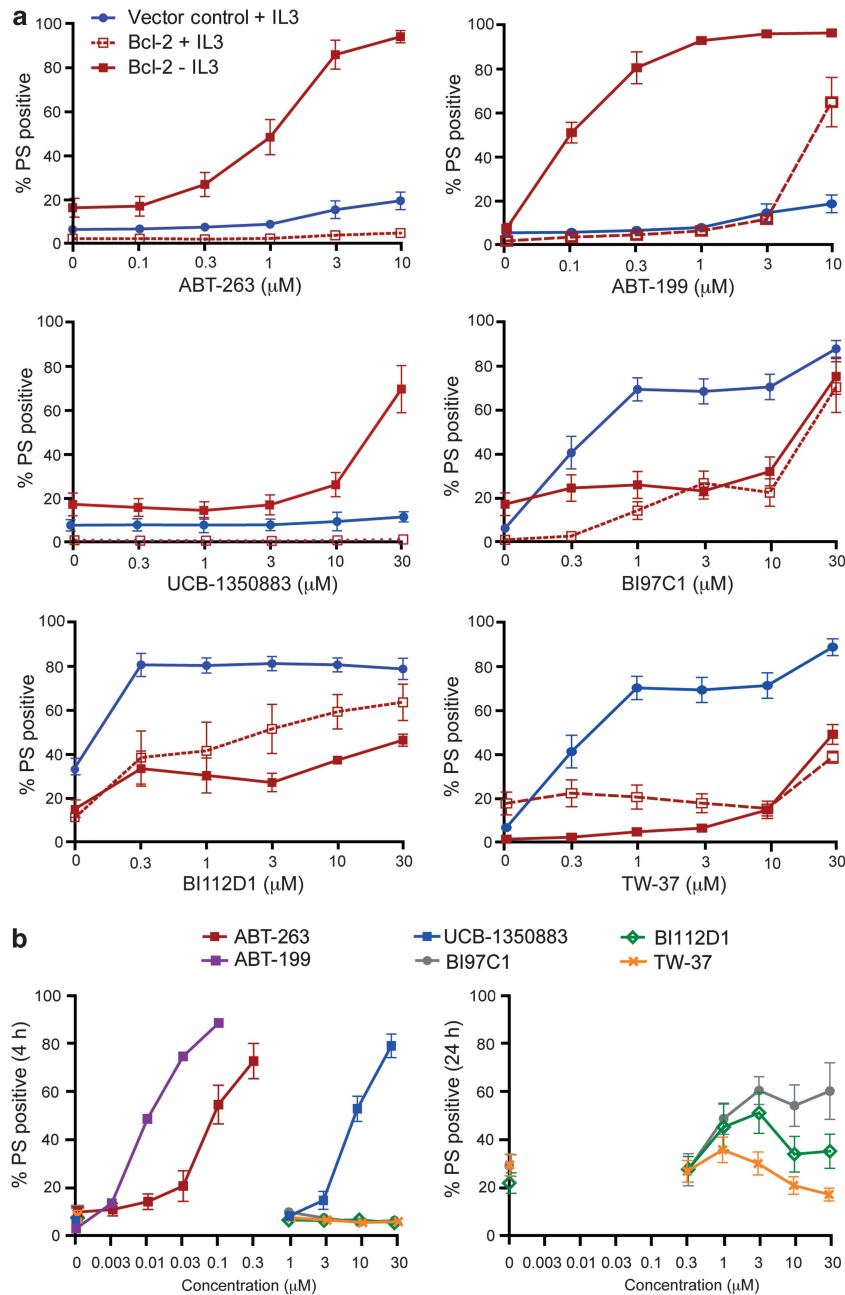 a
Vector control + IL3
Bcl-2 + IL3
Bcl-2 - IL3
% PS positive
100
80
60
40
20
0
0 0.1 0.3 1 3 10
ABT-263 (μM)
% PS positive
100
80
60
40
20
0
0 0.1 0.3 1 3 10
ABT-199 (μM)
% PS positive
100
80
60
40
20
0
0 0.3 1 3 10 30
UCB-1350883 (μM)
% PS positive
100
80
60
40
20
0
0 0.3 1 3 10 30
BI97C1 (μM)
% PS positive
100
80
60
40
20
0
0 0.3 1 3 10 30
BI112D1 (μM)
% PS positive
100
80
60
40
20
0
0 0.3 1 3 10 30
TW-37 (μM)
b
ABT-263 UCB-1350883 BI112D1
ABT-199 BI97C1 TW-37
% PS positive (4 h)
100
80
60
40
20
0
0 0.003 0.01 0.03 0.1 0.3 1 3 10 30
Concentration (μM)
% PS positive (24 h)
100
80
60
40
20
0
0 0.003 0.01 0.03 0.1 0.3 1 3 10 30
Concentration (μM)